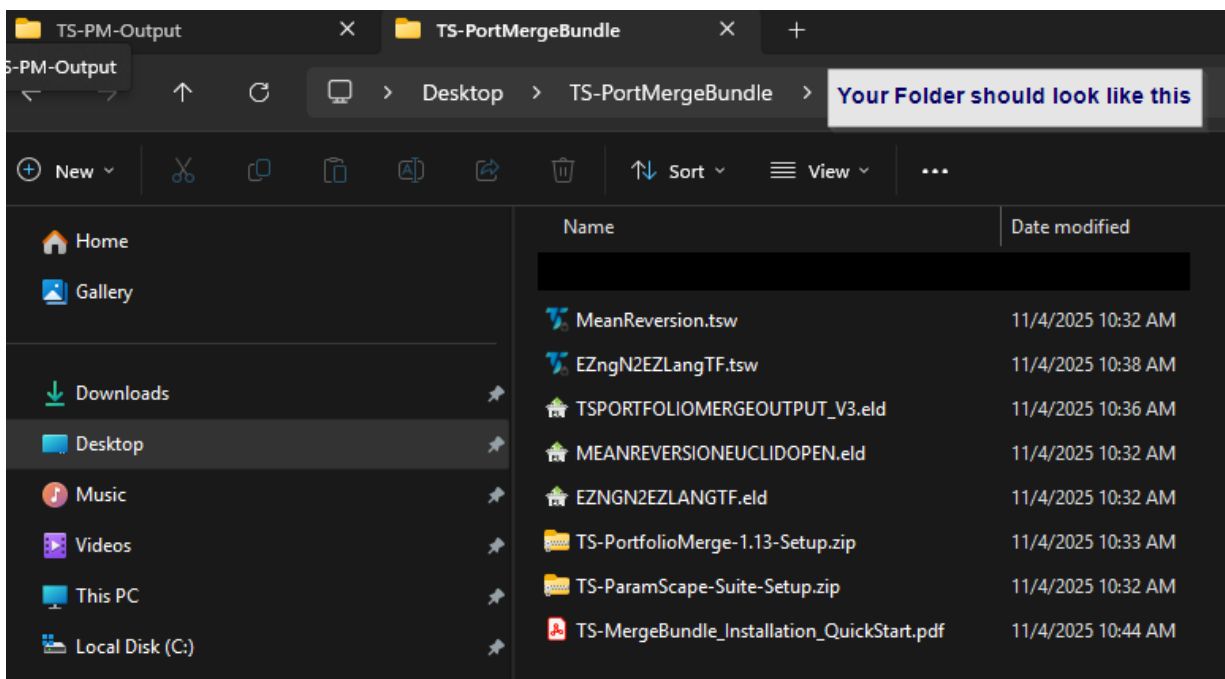 TS-PM-Output
TS-PortMergeBundle
S-PM-Output
Desktop > TS-PortMergeBundle >
Your Folder should look like this
New
Sort
View
Name
Date modified
Home
Gallery
Downloads
Desktop
Music
Videos
This PC
Local Disk (C:)
MeanReversion.tsw 11/4/2025 10:32 AM
EZngN2EZLangTF.tsw 11/4/2025 10:38 AM
TSPORTFOLIOMERGEOUTPUT_V3.eld 11/4/2025 10:36 AM
MEANREVERSIONEUCLIDOPEN.eld 11/4/2025 10:32 AM
EZNGN2EZLANGTF.eld 11/4/2025 10:32 AM
TS-PortfolioMerge-1.13-Setup.zip 11/4/2025 10:33 AM
TS-ParamScape-Suite-Setup.zip 11/4/2025 10:32 AM
TS-MergeBundle_Installation_QuickStart.pdf 11/4/2025 10:44 AM